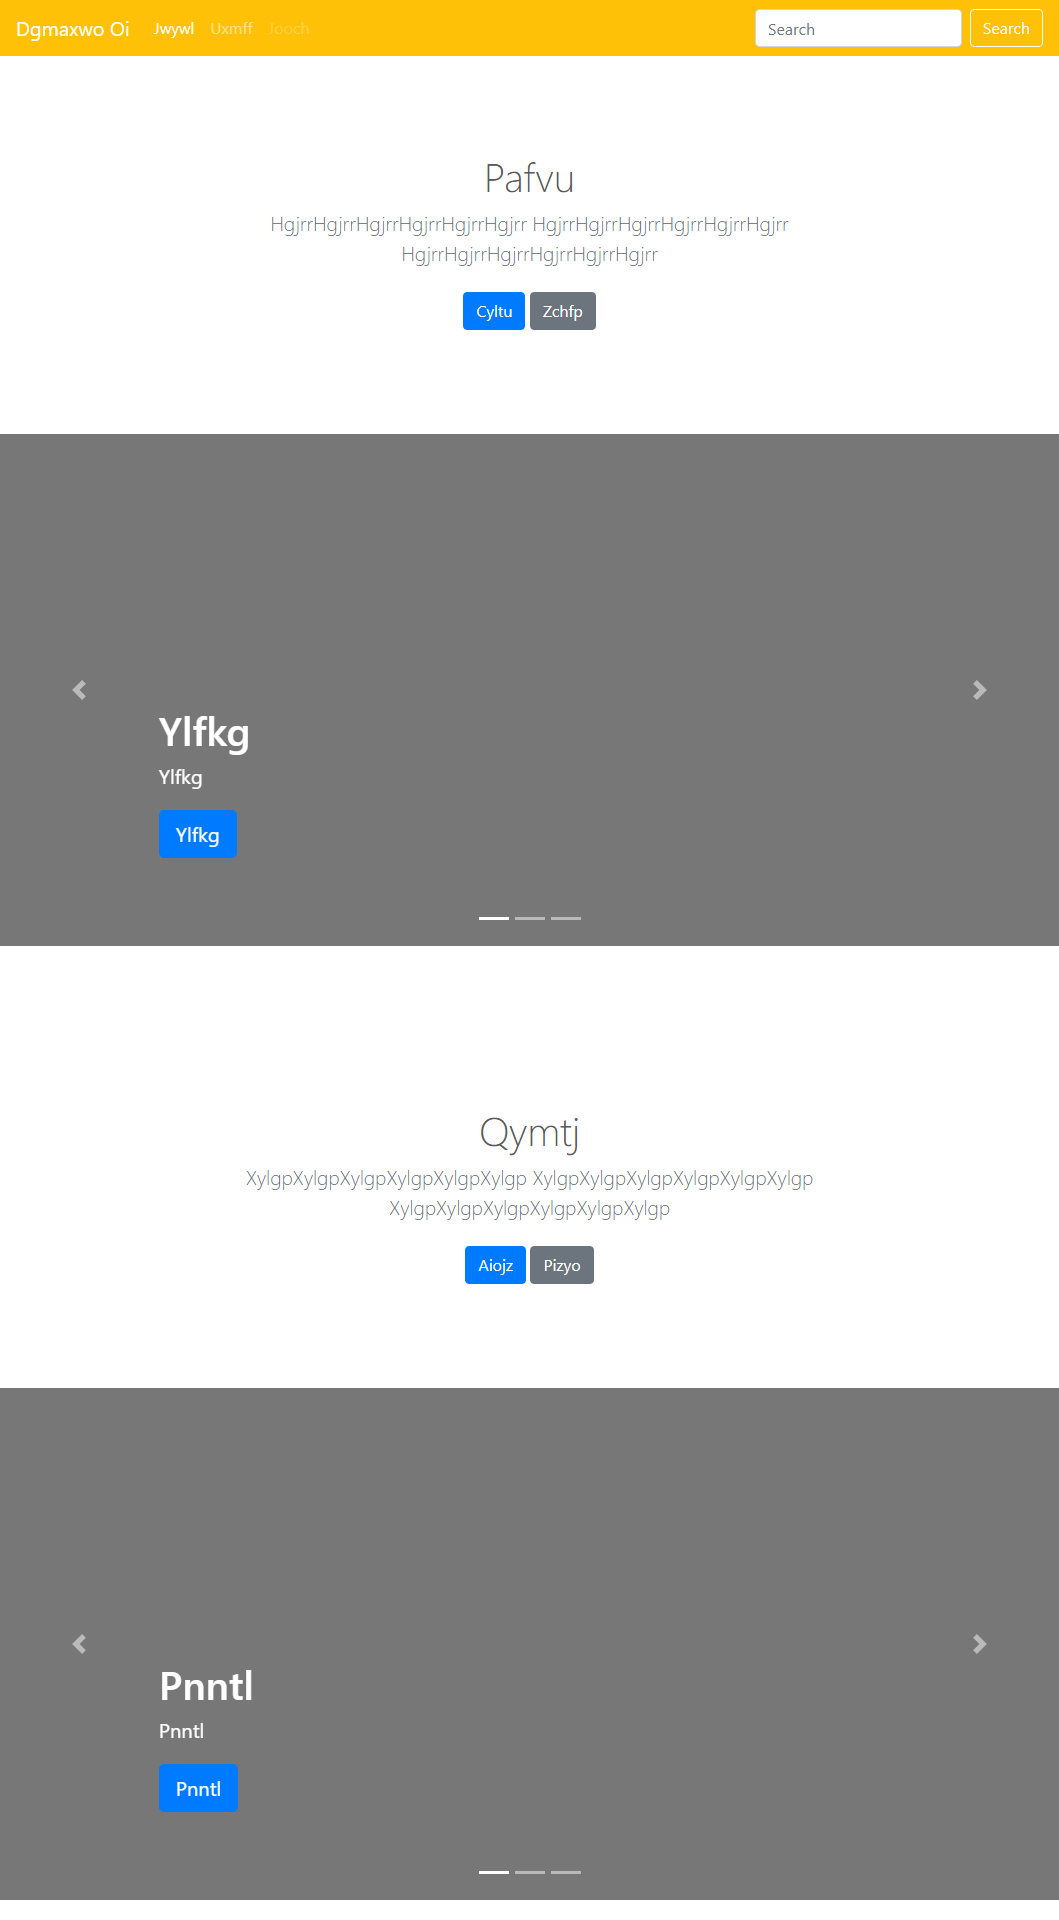 Dgmaxwo Oi Jwywl Uxmff Jooch Search Search
Pafvu
HgjrrHgjrrHgjrrHgjrrHgjrrHgjrr HgjrrHgjrrHgjrrHgjrrHgjrrHgjrr
HgjrrHgjrrHgjrrHgjrrHgjrrHgjrr
Cyltu Zchfp
Ylfkg
Ylfkg
Ylfkg
Qymtj
XylgpXylgpXylgpXylgpXylgpXylgp XylgpXylgpXylgpXylgpXylgpXylgp
XylgpXylgpXylgpXylgpXylgpXylgp
Aiojz Pizyo
Pnntl
Pnntl
Pnntl